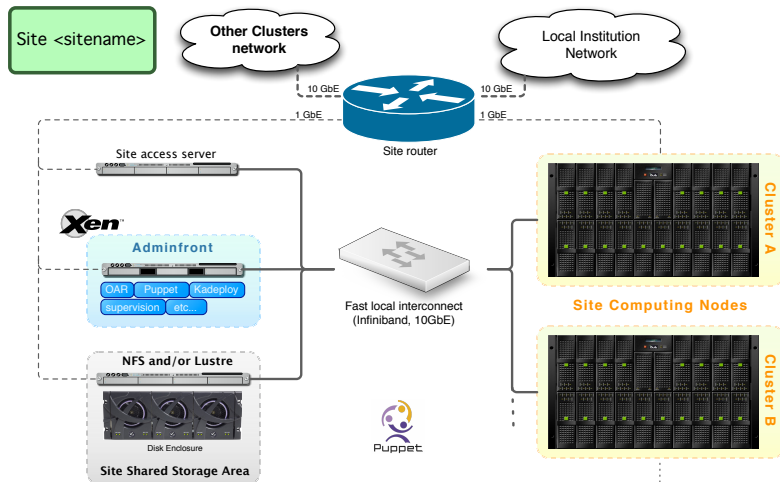 Site <sitename>
Other Clusters
network
Local Institution
Network
10 GbE
10 GbE
1 GbE
1 GbE
Site router
Site access server
Xen™
Adminfront
OAR
Puppet
Kadeploy
supervision
etc...
Fast local interconnect
(Infiniband, 10GbE)
Cluster A
Site Computing Nodes
Cluster B
NFS and/or Lustre
Disk Enclosure
Site Shared Storage Area
Puppet